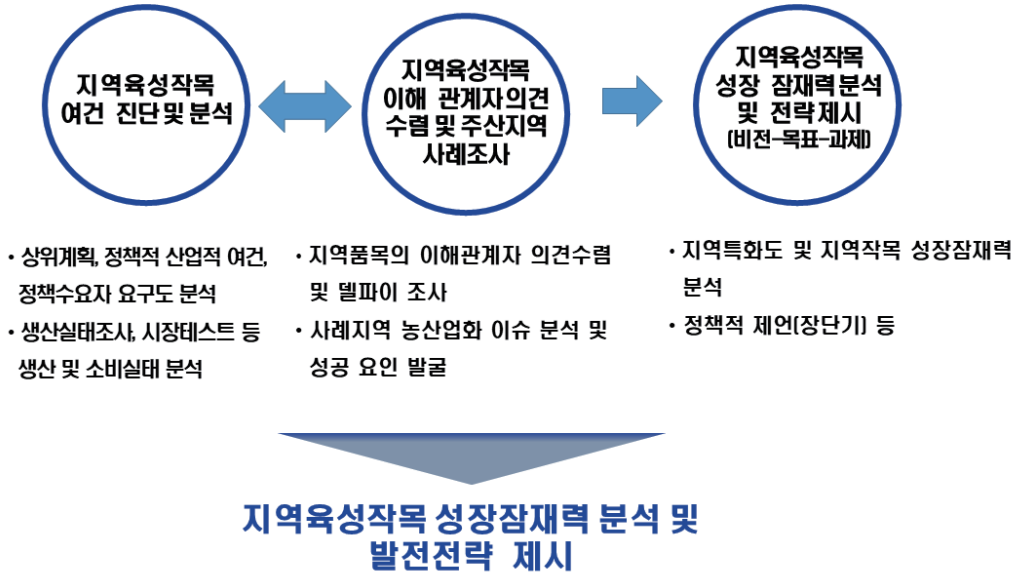 지역육성작목
여건 진단 및 분석
지역육성작목
이해 관계자 의견
수렴 및 주산지역
사례조사
지역육성작목
성장 잠재력 분석
및 전략 제시
(비전-목표-과제)
• 상위계획, 정책적 산업적 여건,
정책수요자 요구도 분석
• 생산실태조사, 시장테스트 등
생산 및 소비실태 분석
• 지역품목의 이해관계자 의견수렴
및 델파이 조사
• 사례지역 농산업화 이슈 분석 및
성공 요인 발굴
• 지역특화도 및 지역작목 성장잠재력
분석
• 정책적 제언(장단기) 등
지역육성작목 성장잠재력 분석 및
발전전략 제시